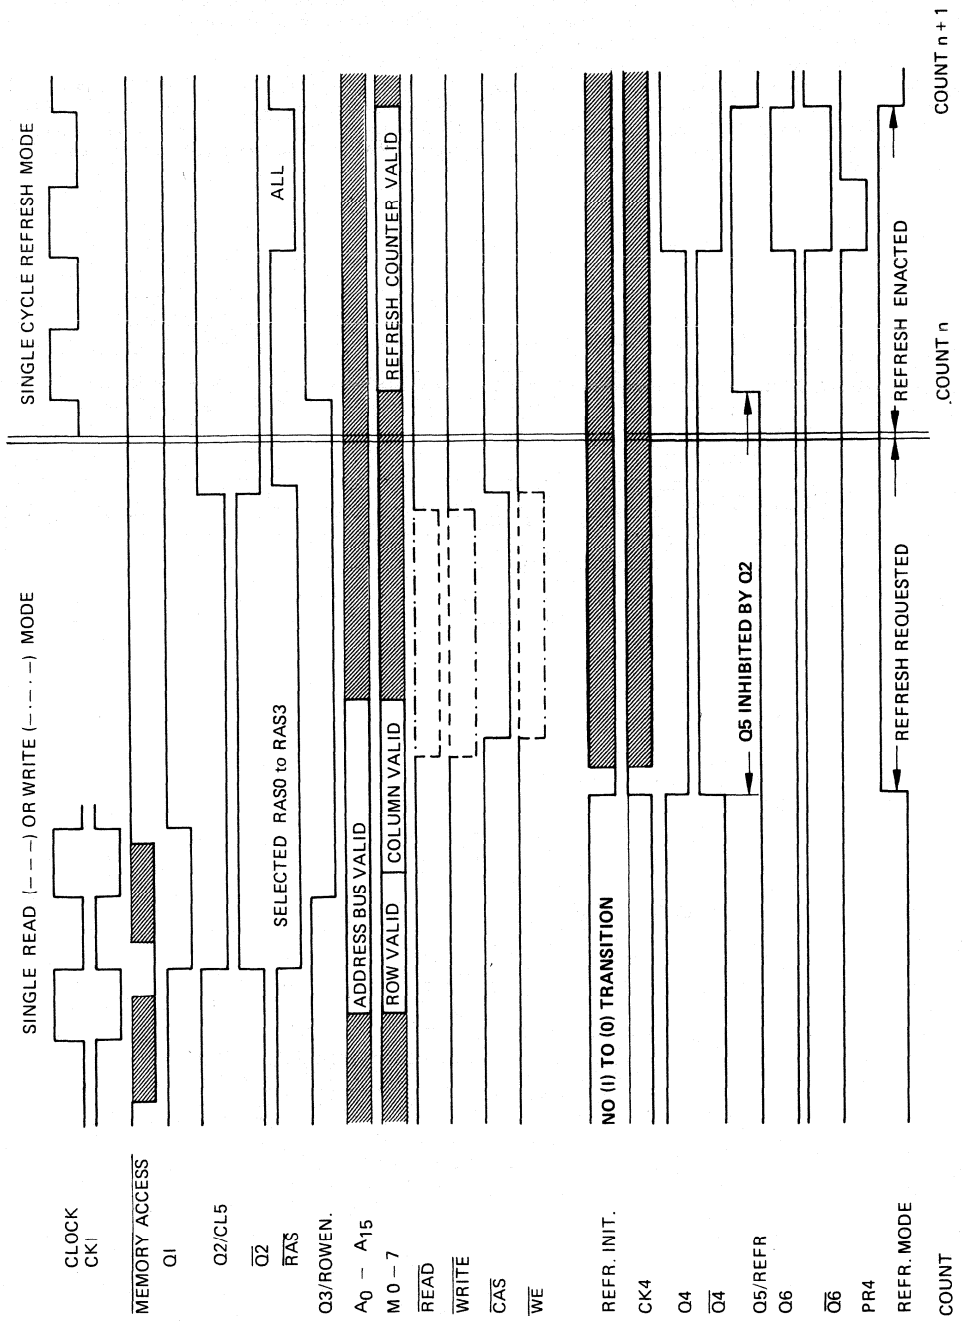 SINGLE READ (– – –) OR WRITE (–·–·–) MODE
SINGLE CYCLE REFRESH MODE
CLOCK
CKI
MEMORY ACCESS
QI
Q2/CL5
Q2
RAS
SELECTED RAS0 to RAS3
ALL
Q3/ROWEN.
A0 – A15
ADDRESS BUS VALID
M 0 – 7
ROW VALID
COLUMN VALID
REFRESH COUNTER VALID
READ
WRITE
CAS
WE
REFR. INIT.
NO (I) TO (0) TRANSITION
CK4
Q4
Q4
Q5/REFR
Q5 INHIBITED BY Q2
Q6
Q6
PR4
REFR. MODE
REFRESH REQUESTED
REFRESH ENACTED
COUNT
COUNT n
COUNT n + 1